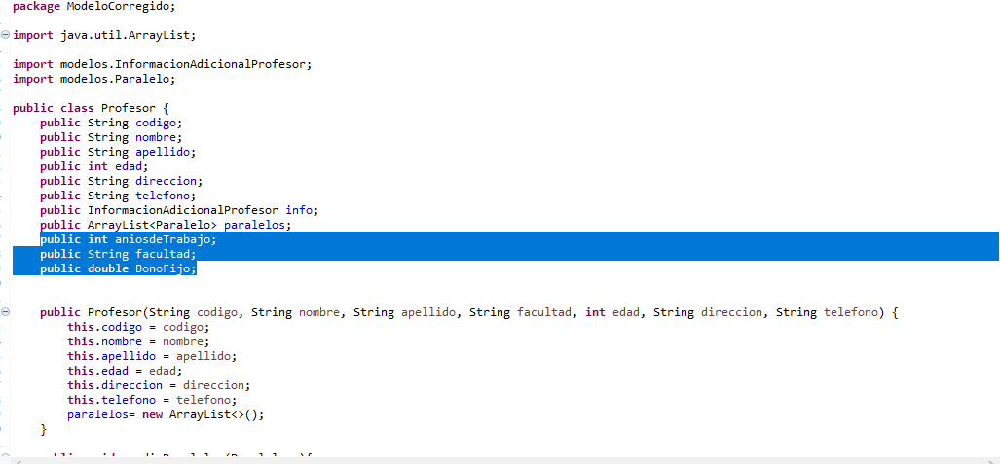 package ModeloCorregido;
import java.util.ArrayList;
import modelos.InformacionAdicionalProfesor;
import modelos.Paralelo;
public class Profesor {
public String codigo;
public String nombre;
public String apellido;
public int edad;
public String direccion;
public String telefono;
public InformacionAdicionalProfesor info;
public ArrayList<Paralelo> paralelos;
public int aniosdeTrabajo;
public String facultad;
public double BonoFijo;
public Profesor(String codigo, String nombre, String apellido, String facultad, int edad, String direccion, String telefono) {
this.codigo = codigo;
this.nombre = nombre;
this.apellido = apellido;
this.edad = edad;
this.direccion = direccion;
this.telefono = telefono;
paralelos= new ArrayList<>();
}